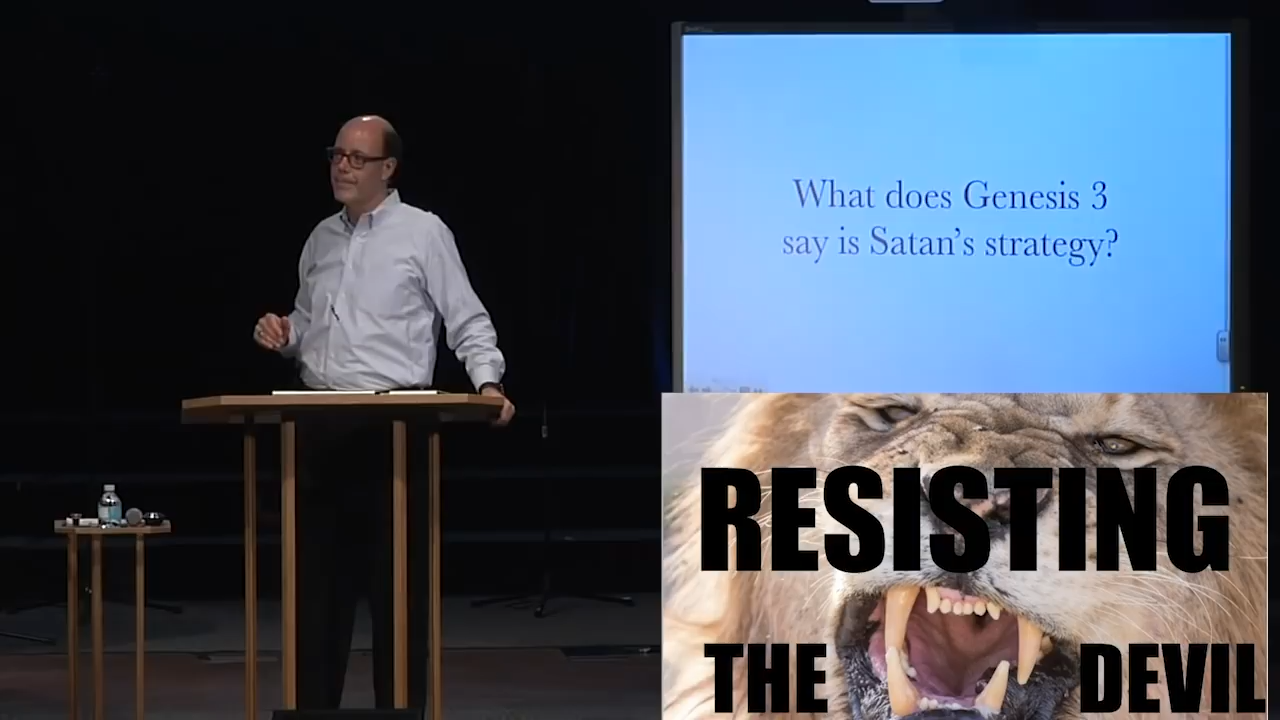 What does Genesis 3
say is Satan's strategy?
RESISTING
THE DEVIL